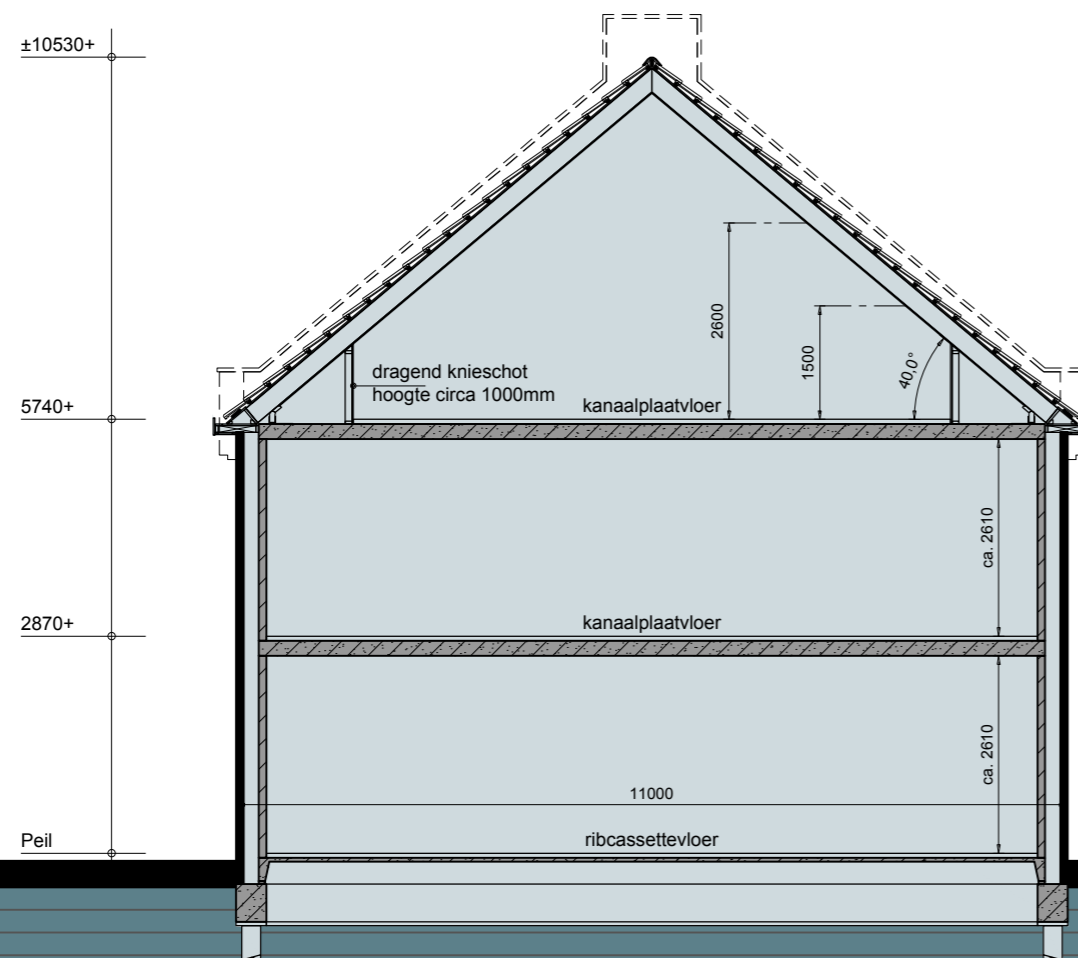 ±10530+
2600
1500
40,0°
dragend knieschot
hoogte circa 1000mm
5740+
kanaalplaatvloer
ca. 2610
2870+
kanaalplaatvloer
ca. 2610
11000
Peil
ribcassettevloer